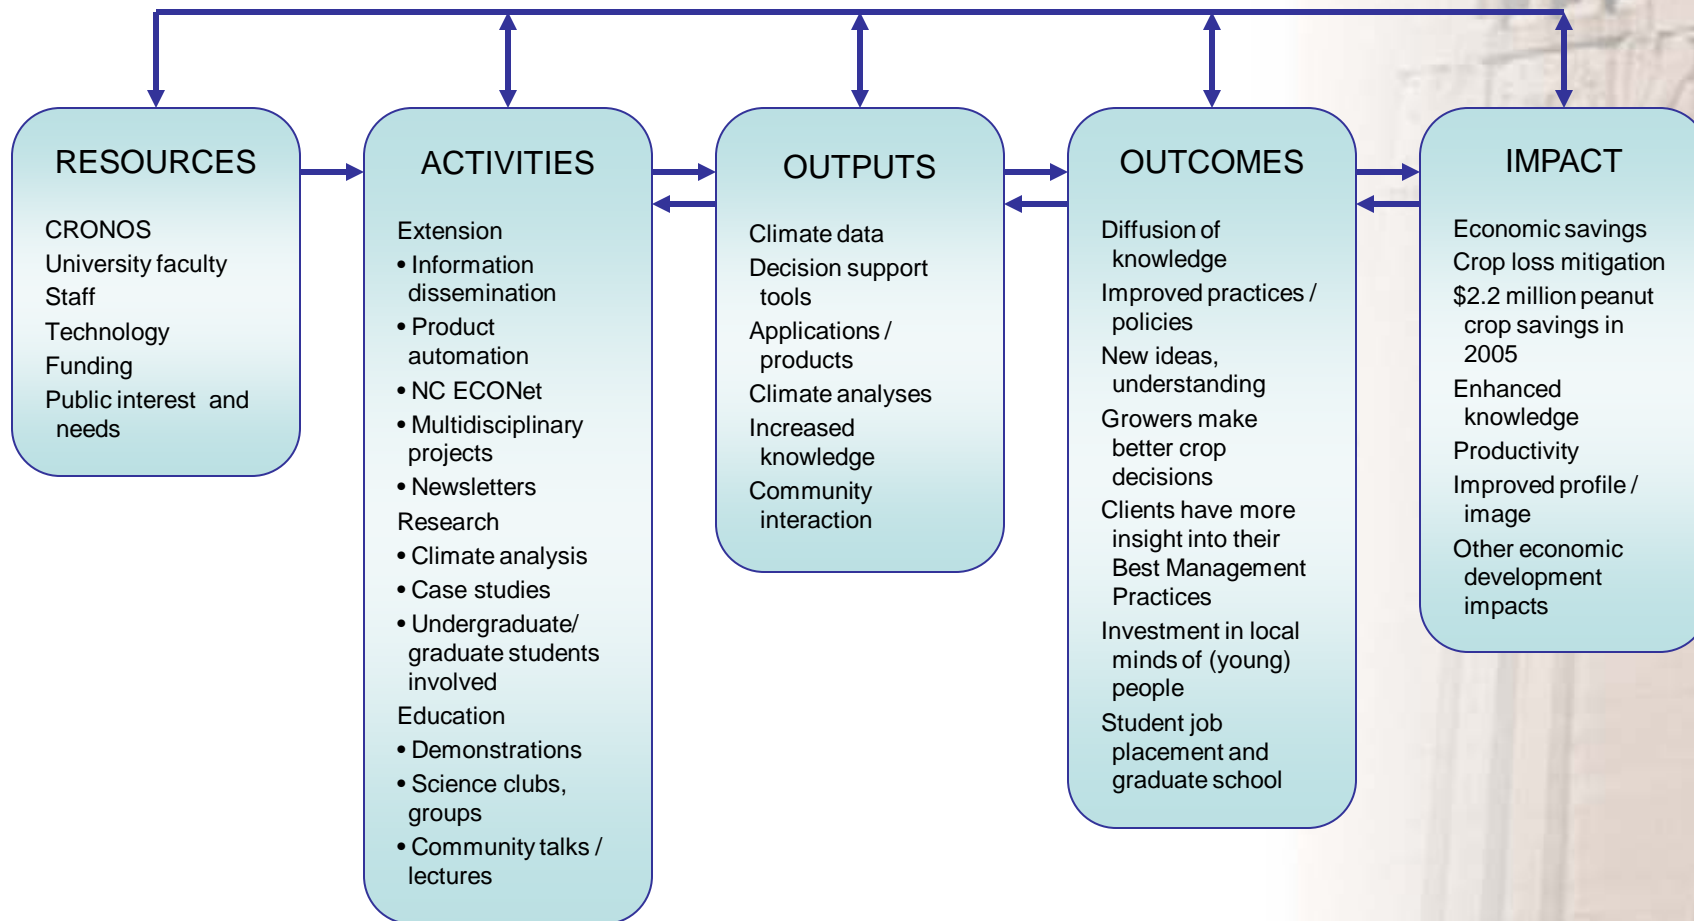 RESOURCES
CRONOS
University faculty
Staff
Technology
Funding
Public interest and
needs
ACTIVITIES
Extension
• Information
dissemination
• Product
automation
• NC ECONet
• Multidisciplinary
projects
• Newsletters
Research
• Climate analysis
• Case studies
• Undergraduate/
graduate students
involved
Education
• Demonstrations
• Science clubs,
groups
• Community talks /
lectures
OUTPUTS
Climate data
Decision support
tools
Applications /
products
Climate analyses
Increased
knowledge
Community
interaction
OUTCOMES
Diffusion of
knowledge
Improved practices /
policies
New ideas,
understanding
Growers make
better crop
decisions
Clients have more
insight into their
Best Management
Practices
Investment in local
minds of (young)
people
Student job
placement and
graduate school
IMPACT
Economic savings
Crop loss mitigation
$2.2 million peanut
crop savings in
2005
Enhanced
knowledge
Productivity
Improved profile /
image
Other economic
development
impacts